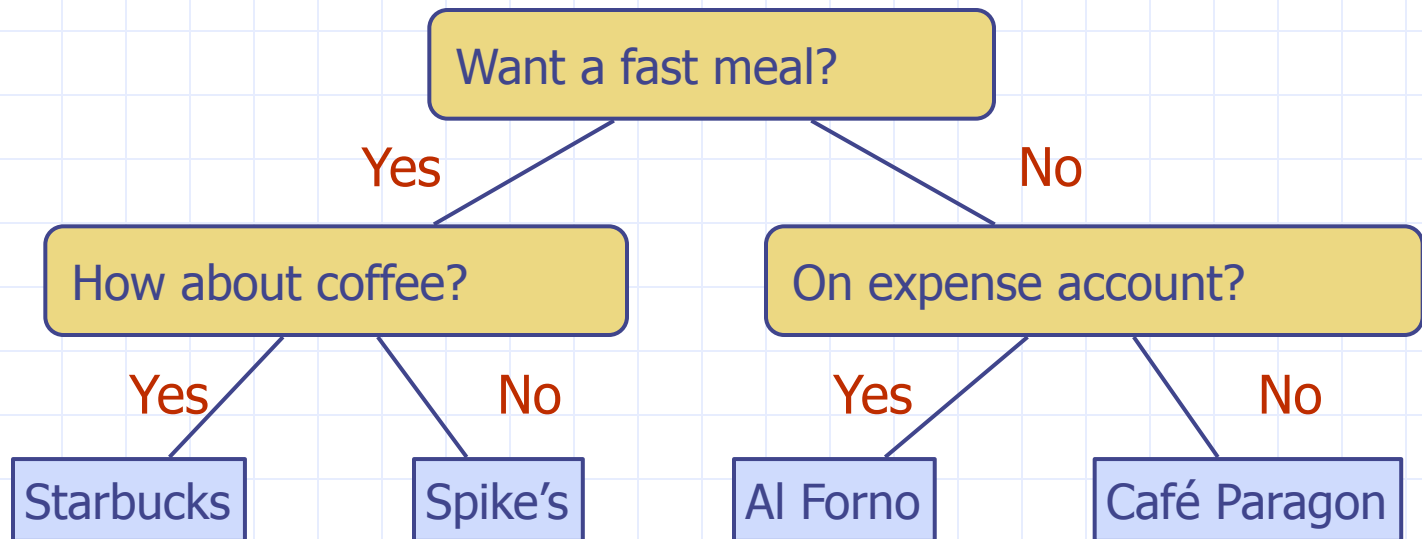 Want a fast meal?
Yes
No
How about coffee?
On expense account?
Yes
No
Yes
No
Starbucks
Spike’s
Al Forno
Café Paragon